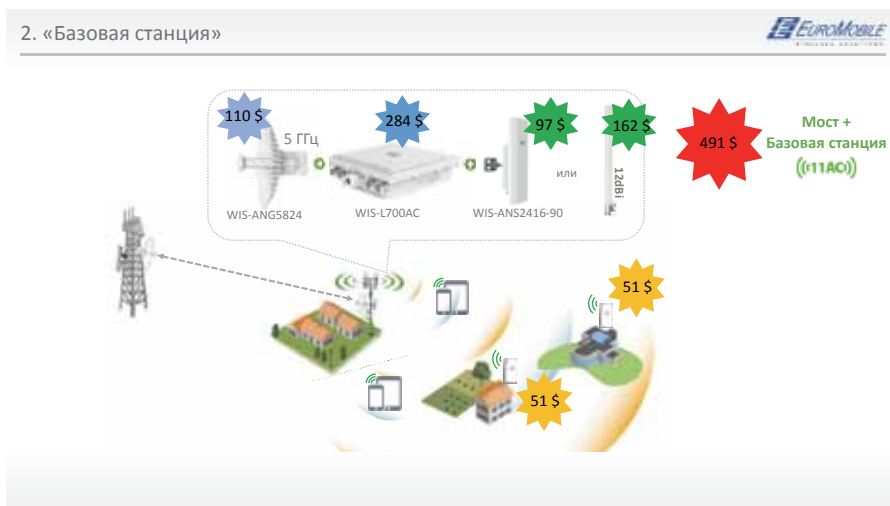 2. «Базовая станция»
EUROMOBILE
110 $
284 $
97 $
162 $
491 $
Мост +
Базовая станция
((11AC))
5 ГГц
или
12dBi
WIS-ANG5824
WIS-L700AC
WIS-ANS2416-90
51 $
51 $